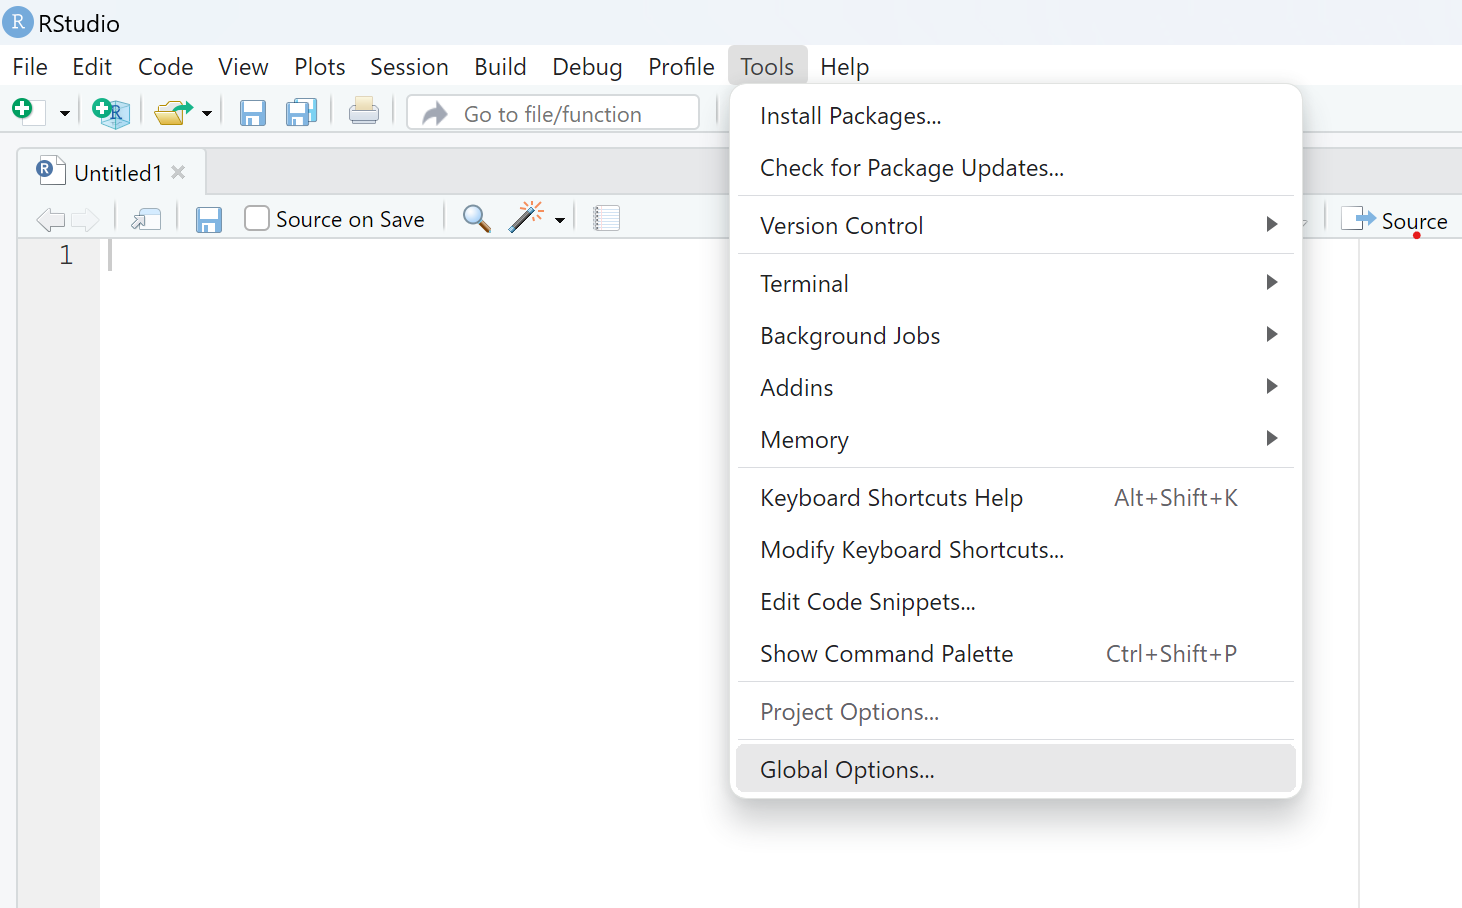 RStudio
File Edit Code View Plots Session Build Debug Profile Tools Help
Go to file/function
Untitled1
Source on Save
Source
1
Install Packages...
Check for Package Updates...
Version Control
Terminal
Background Jobs
Addins
Memory
Keyboard Shortcuts Help Alt+Shift+K
Modify Keyboard Shortcuts...
Edit Code Snippets...
Show Command Palette Ctrl+Shift+P
Project Options...
Global Options...